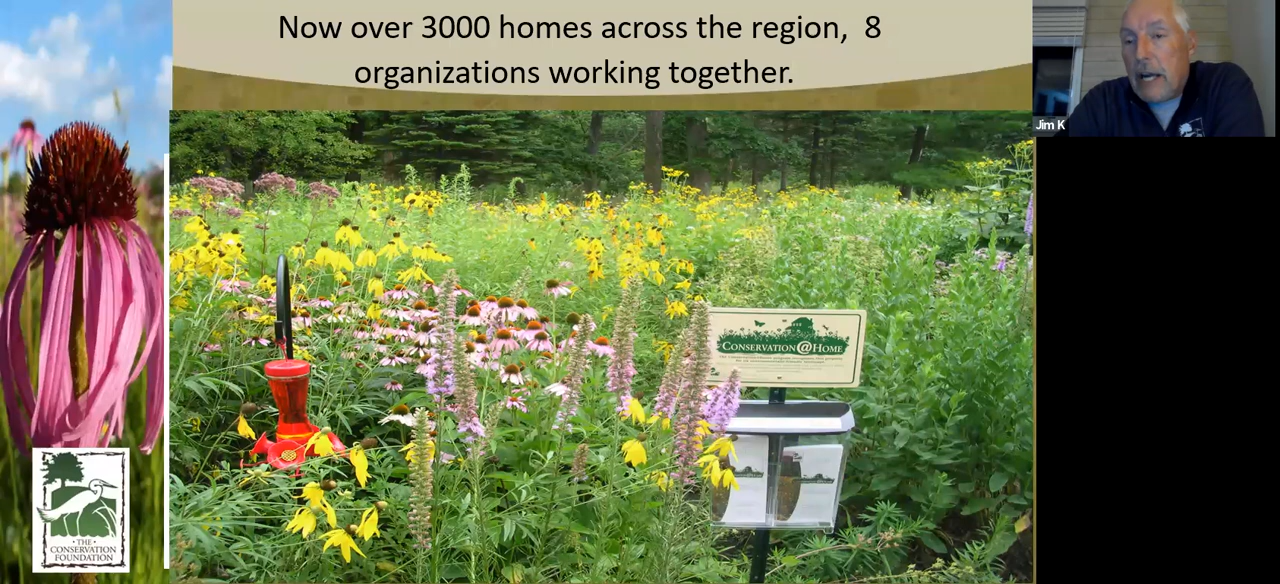 Now over 3000 homes across the region,  8
organizations working together.
Jim K
CONSERVATION@HOME
· THE ·
CONSERVATION
FOUNDATION